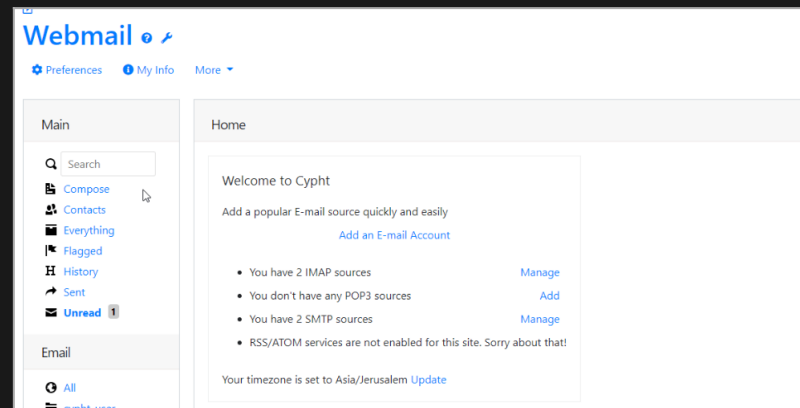 Webmail
Preferences My Info More
Main
Search
Compose
Contacts
Everything
Flagged
History
Sent
Unread 1
Email
All
Home
Welcome to Cypht
Add a popular E-mail source quickly and easily
Add an E-mail Account
You have 2 IMAP sources Manage
You don't have any POP3 sources Add
You have 2 SMTP sources Manage
RSS/ATOM services are not enabled for this site. Sorry about that!
Your timezone is set to Asia/Jerusalem Update